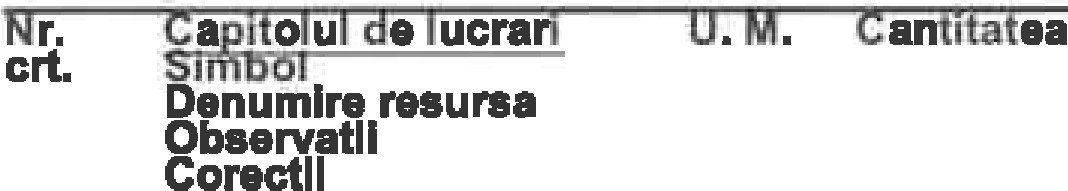 Nr. Capitolul de lucrari U. M. Cantitatea
crt. Simbol
Denumire resursa
Observatii
Corectii